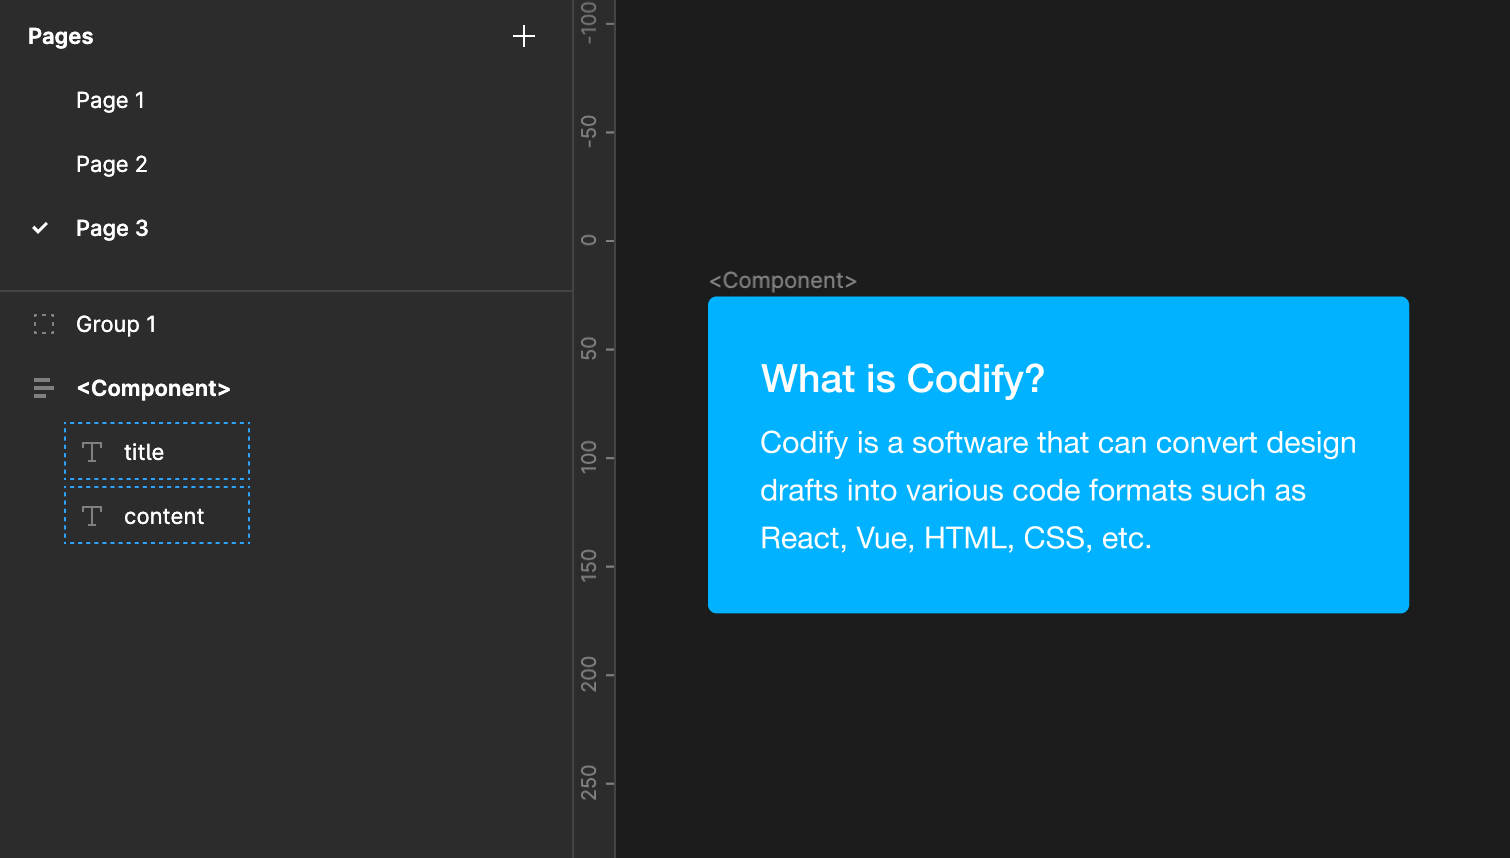 Pages
Page 1
Page 2
Page 3
Group 1
<Component>
title
content
-100
-50
0
50
100
150
200
250
<Component>
What is Codify?
Codify is a software that can convert design
drafts into various code formats such as
React, Vue, HTML, CSS, etc.